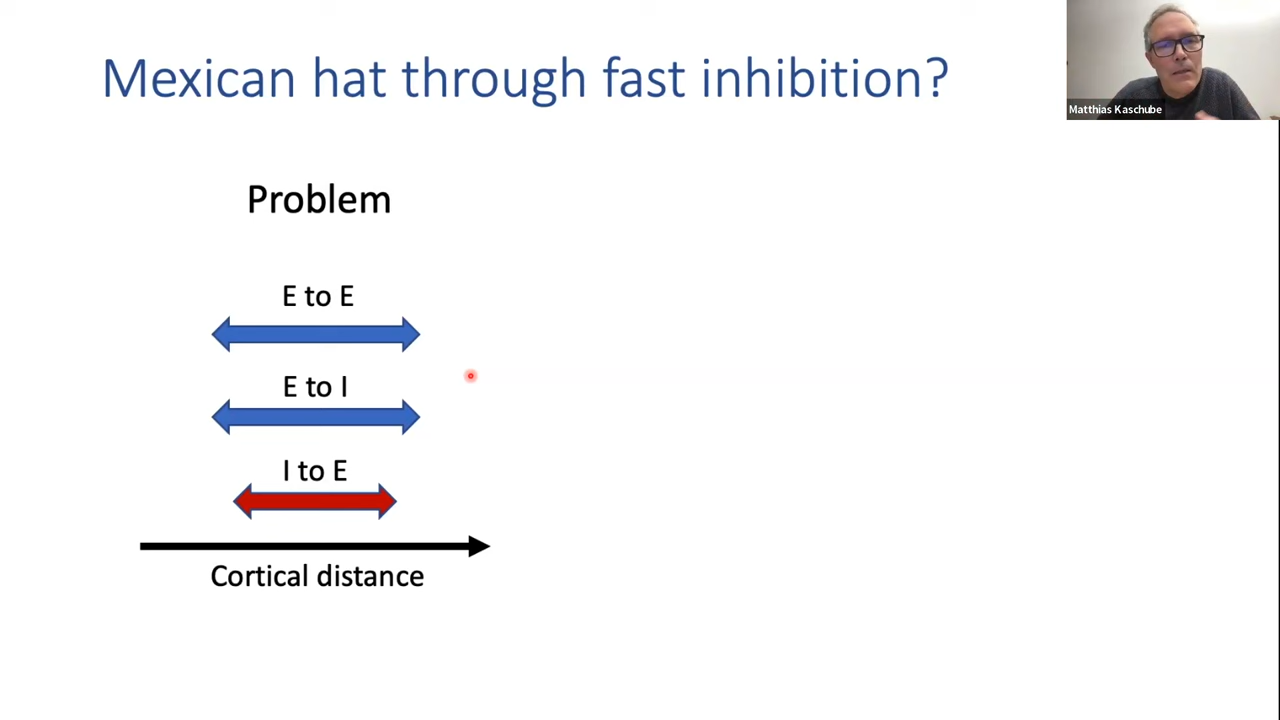 Mexican hat through fast inhibition?
Matthias Kaschube
Problem
E to E
E to I
I to E
Cortical distance